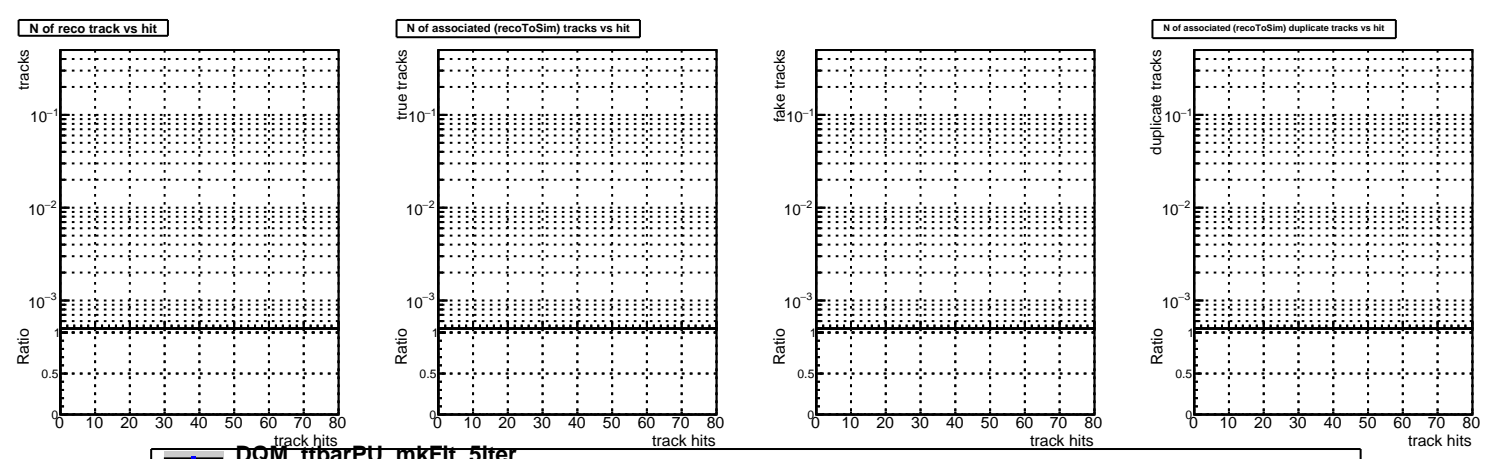 N of reco track vs hit
N of associated (recoToSim) tracks vs hit
N of associated (recoToSim) duplicate tracks vs hit
tracks
10⁻¹
10⁻²
10⁻³
Ratio
1
0.5
0
0 10 20 30 40 50 60 70 80
track hits
true tracks
10⁻¹
10⁻²
10⁻³
Ratio
1
0.5
0
0 10 20 30 40 50 60 70 80
track hits
fake tracks
10⁻¹
10⁻²
10⁻³
Ratio
1
0.5
0
0 10 20 30 40 50 60 70 80
track hits
duplicate tracks
10⁻¹
10⁻²
10⁻³
Ratio
1
0.5
0
0 10 20 30 40 50 60 70 80
track hits
DQM_ttbarPU_mkFit_5iter